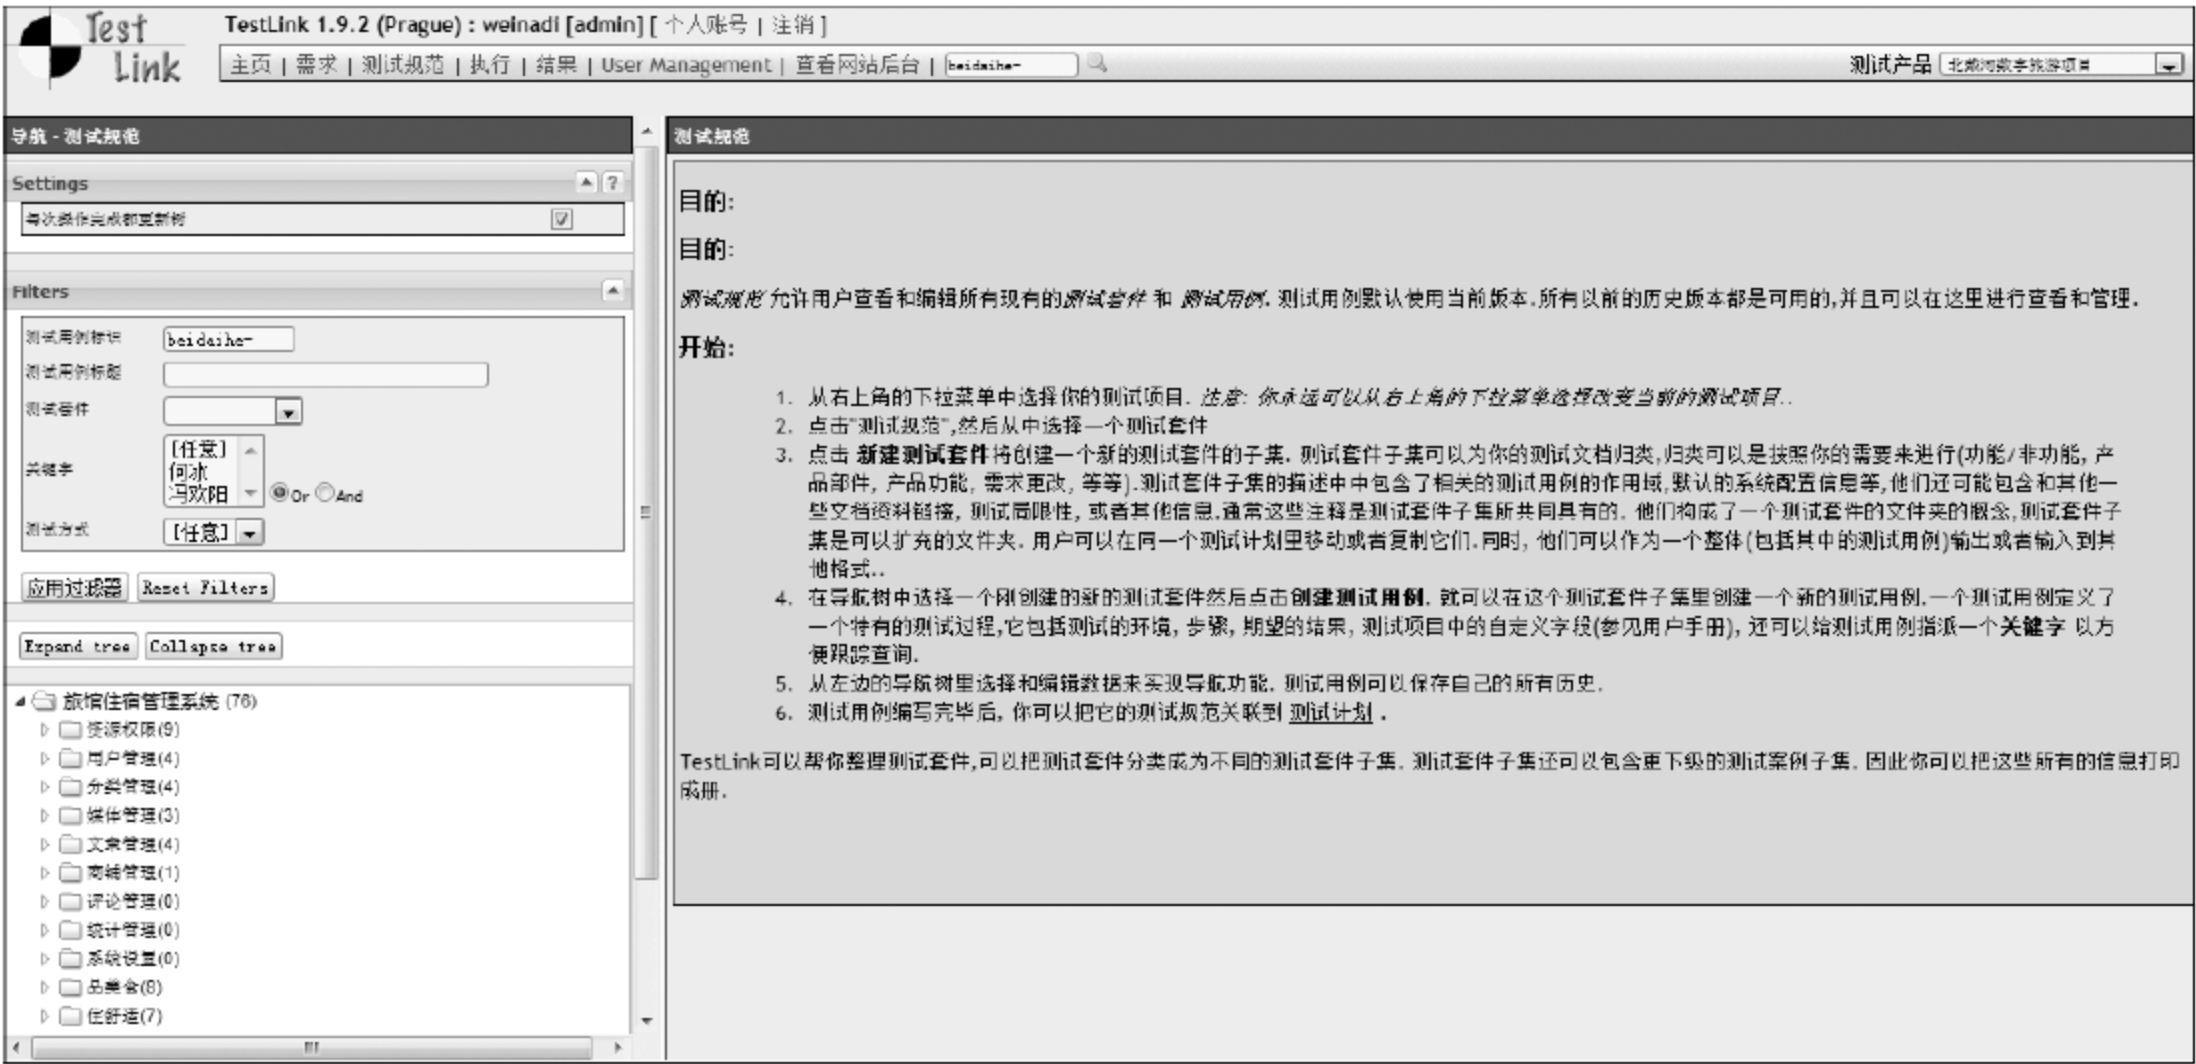 Test Link
TestLink 1.9.2 (Prague) : weinadi [admin] [ 个人账号 | 注销 ]
主页 | 需求 | 测试规范 | 执行 | 结果 | User Management | 查看网站后台 | beidaihe-
测试产品 北戴河数字旅游项目
导航 - 测试规范
Settings
每次操作完成都更新树
Filters
测试用例标识 beidaihe-
测试用例标题
测试套件
关键字 [任意]
何冰
冯欢阳 Or And
测试方式 [任意]
应用过滤器 Reset Filters
Expand tree Collapse tree
旅馆住宿管理系统 (76)
资源权限(9)
用户管理(4)
分类管理(4)
媒体管理(3)
文章管理(4)
商铺管理(1)
评论管理(0)
统计管理(0)
系统设置(0)
品美食(8)
住舒适(7)
测试规范
目的:
目的:
测试规范 允许用户查看和编辑所有现有的测试套件 和 测试用例. 测试用例默认使用当前版本.所有以前的历史版本都是可用的,并且可以在这里进行查看和管理.
开始:
1. 从右上角的下拉菜单中选择你的测试项目. 注意: 你永远可以从右上角的下拉菜单选择改变当前的测试项目..
2. 点击"测试规范",然后从中选择一个测试套件
3. 点击 新建测试套件将创建一个新的测试套件的子集. 测试套件子集可以为你的测试文档归类,归类可以是按照你的需要来进行(功能/非功能, 产
品部件, 产品功能, 需求更改, 等等).测试套件子集的描述中中包含了相关的测试用例的作用域,默认的系统配置信息等,他们还可能包含和其他一
些文档资料链接, 测试局限性, 或者其他信息.通常这些注释是测试套件子集所共同具有的. 他们构成了一个测试套件的文件夹的概念,测试套件子
集是可以扩充的文件夹. 用户可以在同一个测试计划里移动或者复制它们.同时, 他们可以作为一个整体(包括其中的测试用例)输出或者输入到其
他格式..
4. 在导航树中选择一个刚创建的新的测试套件然后点击创建测试用例. 就可以在这个测试套件子集里创建一个新的测试用例.一个测试用例定义了
一个特有的测试过程,它包括测试的环境, 步骤, 期望的结果, 测试项目中的自定义字段(参见用户手册), 还可以给测试用例指派一个关键字 以方
便跟踪查询.
5. 从左边的导航树里选择和编辑数据来实现导航功能. 测试用例可以保存自己的所有历史.
6. 测试用例编写完毕后, 你可以把它的测试规范关联到 测试计划 .
TestLink可以帮你整理测试套件,可以把测试套件分类成为不同的测试套件子集. 测试套件子集还可以包含更下级的测试案例子集. 因此你可以把这些所有的信息打印
成册.